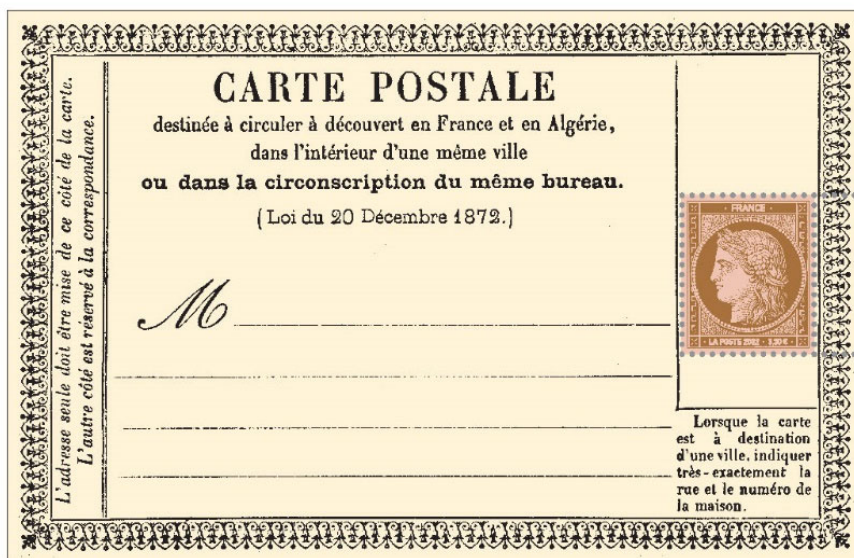 CARTE POSTALE
destinée à circuler à découvert en France et en Algérie,
dans l'intérieur d'une même ville
ou dans la circonscription du même bureau.
(Loi du 20 Décembre 1872.)
L'adresse seule doit être mise de ce côté de la carte.
L'autre côté est réservé à la correspondance.
· FRANCE ·
· LA POSTE 2022 - 3,20 € ·
M
Lorsque la carte
est à destination
d'une ville, indiquer
très-exactement la
rue et le numéro de
la maison.